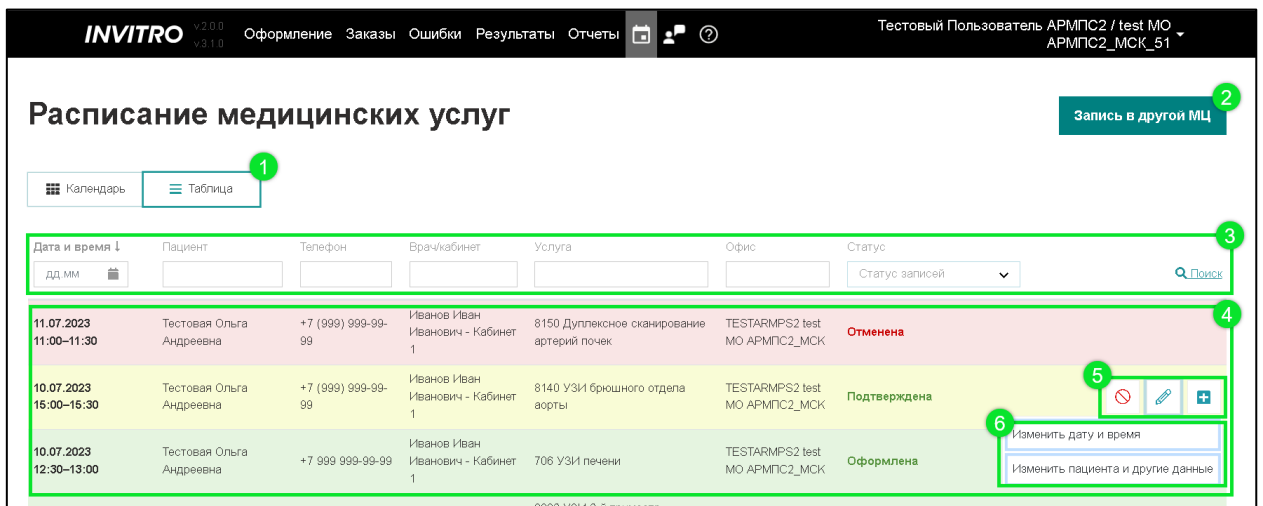 INVITRO
v.2.0.0
v.3.1.0
Оформление Заказы Ошибки Результаты Отчеты
Тестовый Пользователь АРМПС2 / test МО
АРМПС2_МСК_51
Расписание медицинских услуг
2
Запись в другой МЦ
1
Календарь
Таблица
3
Дата и время ↓ Пациент Телефон Врач/кабинет Услуга Офис Статус
дд.мм
Статус записей
Поиск
4
11.07.2023
11:00–11:30
Тестовая Ольга
Андреевна
+7 (999) 999-99-
99
Иванов Иван
Иванович - Кабинет
1
8150 Дуплексное сканирование
артерий почек
TESTARMPS2 test
МО АРМПС2_МСК
Отменена
5
10.07.2023
15:00–15:30
Тестовая Ольга
Андреевна
+7 (999) 999-99-
99
Иванов Иван
Иванович - Кабинет
1
8140 УЗИ брюшного отдела
аорты
TESTARMPS2 test
МО АРМПС2_МСК
Подтверждена
6
Изменить дату и время
Изменить пациента и другие данные
10.07.2023
12:30–13:00
Тестовая Ольга
Андреевна
+7 999 999-99-99
Иванов Иван
Иванович - Кабинет
1
706 УЗИ печени
TESTARMPS2 test
МО АРМПС2_МСК
Оформлена